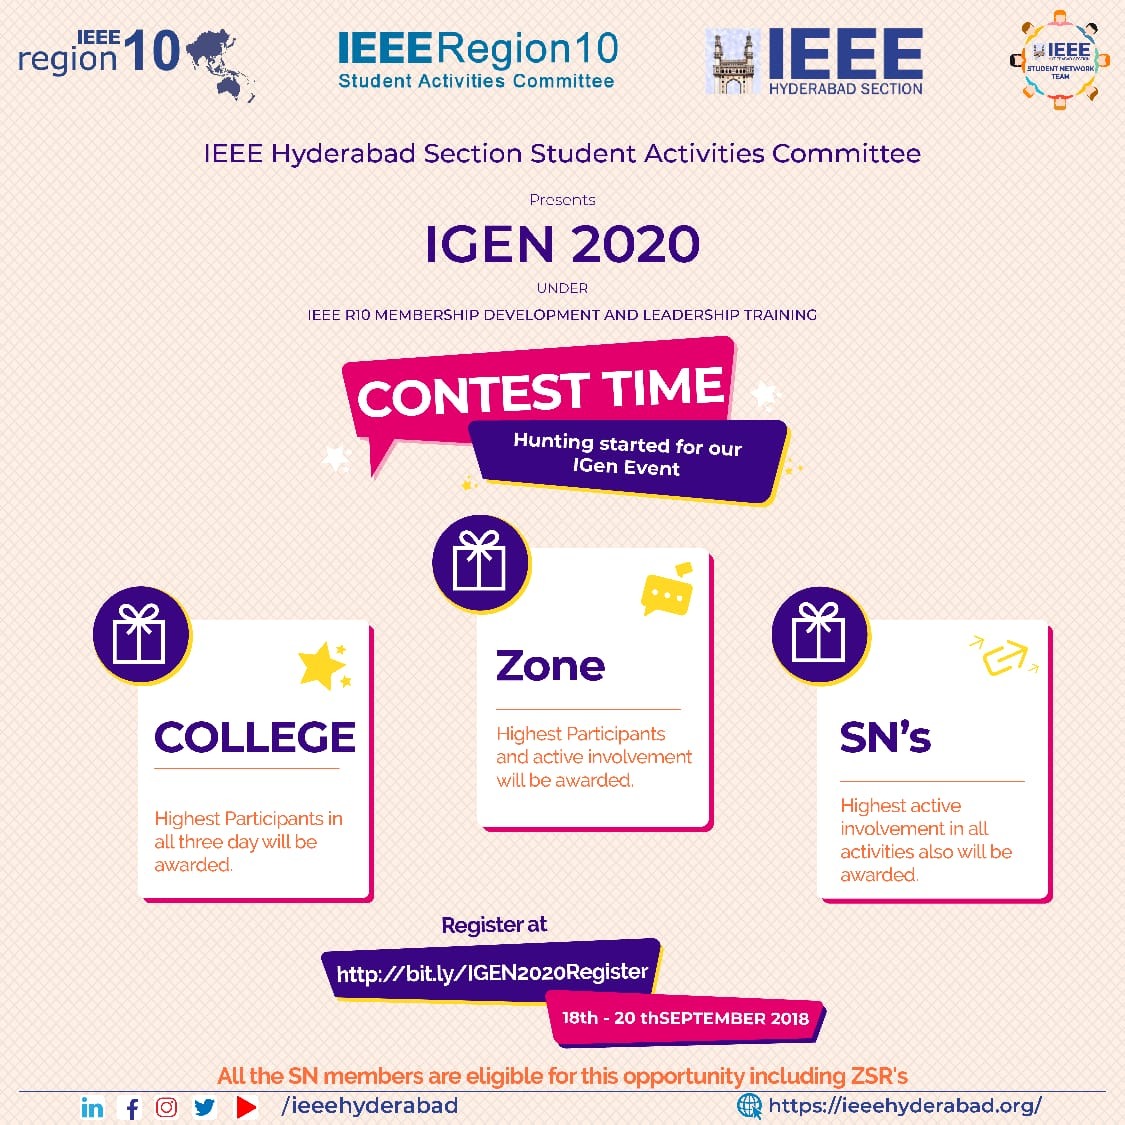 IEEE
region 10
IEEE Region 10
Student Activities Committee
IEEE
HYDERABAD SECTION
IEEE
HYDERABAD SECTION
STUDENT NETWORK
TEAM
IEEE Hyderabad Section Student Activities Committee
Presents
IGEN 2020
UNDER
IEEE R10 MEMBERSHIP DEVELOPMENT AND LEADERSHIP TRAINING
CONTEST TIME
Hunting started for our
IGen Event
COLLEGE
Highest Participants in
all three day will be
awarded.
Zone
Highest Participants
and active involvement
will be awarded.
SN's
Highest active
involvement in all
activities also will be
awarded.
Register at
http://bit.ly/IGEN2020Register
18th - 20 thSEPTEMBER 2018
All the SN members are eligible for this opportunity including ZSR's
/ieeehyderabad
https://ieeehyderabad.org/